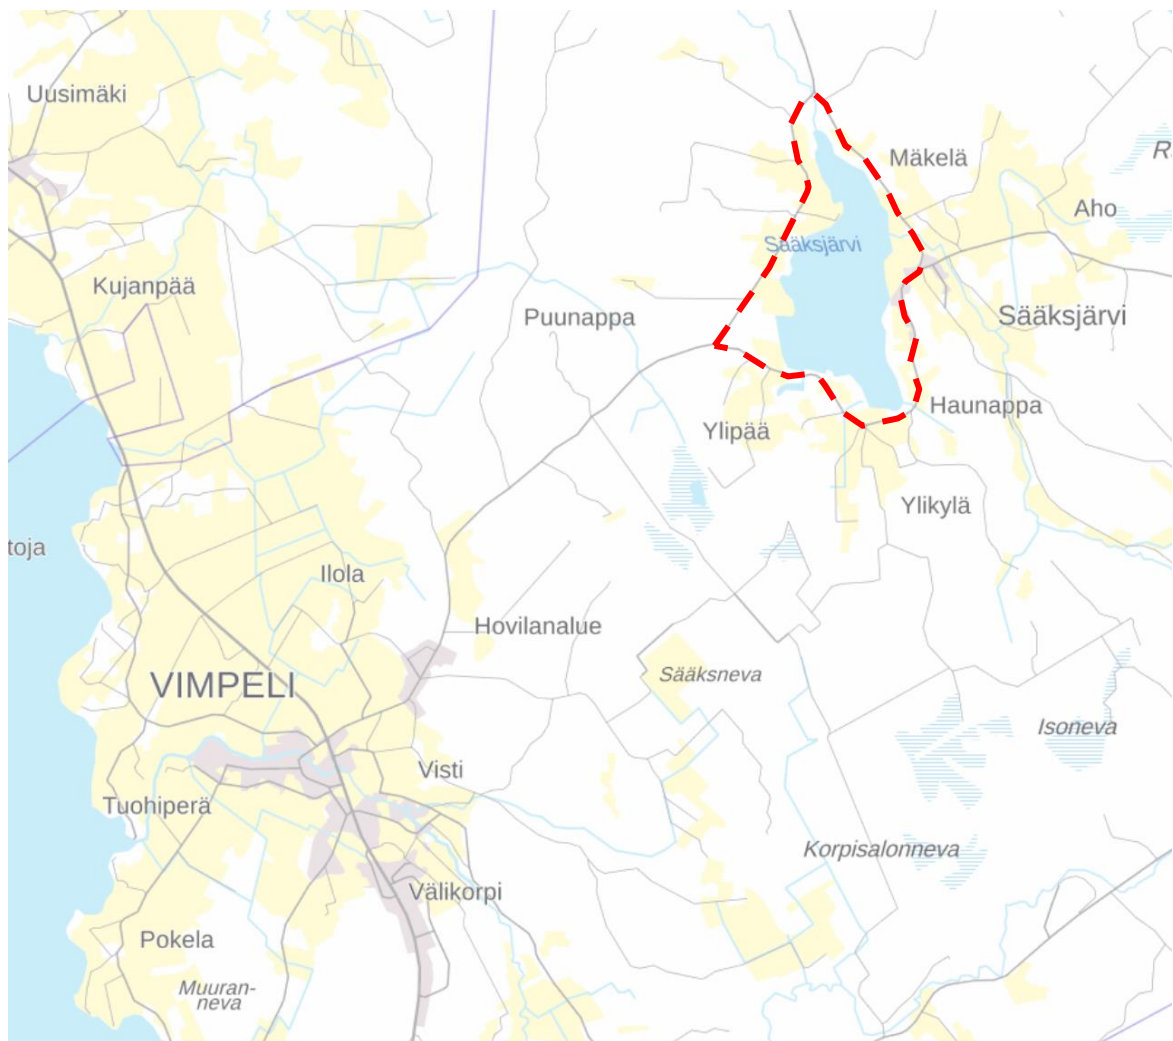 Uusimäki
Mäkelä
Aho
Sääksjärvi
Kujanpää
Puunappa
Sääksjärvi
Haunappa
Ylipää
Ylikylä
toja
Ilola
Hovilanalue
VIMPELI
Sääksneva
Isoneva
Visti
Tuohiperä
Korpisalonneva
Välikorpi
Pokela
Muuran-
neva